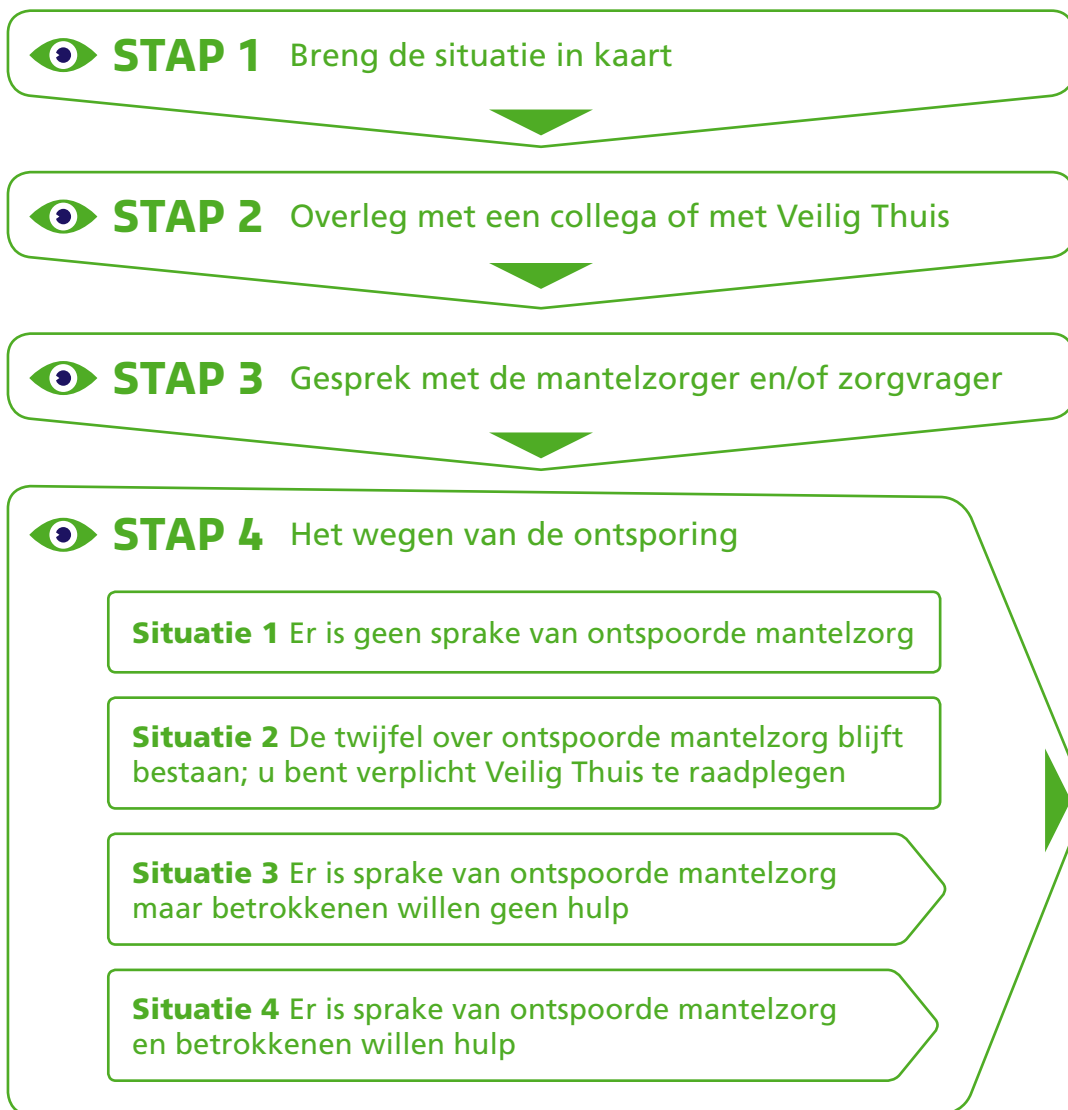 STAP 1 Breng de situatie in kaart
STAP 2 Overleg met een collega of met Veilig Thuis
STAP 3 Gesprek met de mantelzorger en/of zorgvrager
STAP 4 Het wegen van de ontsporing
Situatie 1 Er is geen sprake van ontspoorde mantelzorg
Situatie 2 De twijfel over ontspoorde mantelzorg blijft
bestaan; u bent verplicht Veilig Thuis te raadplegen
Situatie 3 Er is sprake van ontspoorde mantelzorg
maar betrokkenen willen geen hulp
Situatie 4 Er is sprake van ontspoorde mantelzorg
en betrokkenen willen hulp